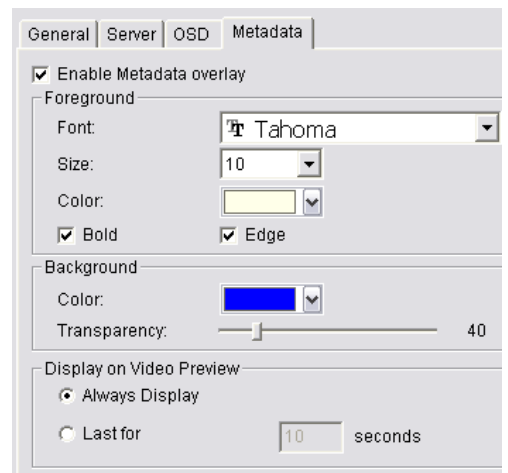 General Server OSD Metadata
Enable Metadata overlay
Foreground
Font: Tahoma
Size: 10
Color:
Bold Edge
Background
Color:
Transparency: 40
Display on Video Preview
Always Display
Last for 10 seconds